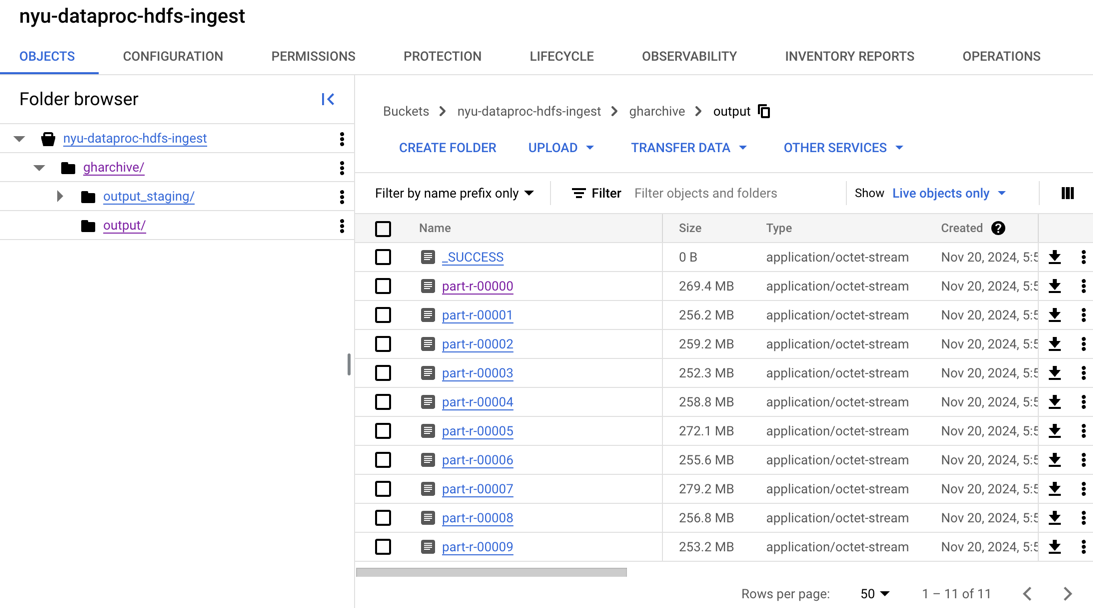 nyu-dataproc-hdfs-ingest
OBJECTS CONFIGURATION PERMISSIONS PROTECTION LIFECYCLE OBSERVABILITY INVENTORY REPORTS OPERATIONS
Folder browser
nyu-dataproc-hdfs-ingest
gharchive/
output_staging/
output/
Buckets nyu-dataproc-hdfs-ingest gharchive output
CREATE FOLDER UPLOAD TRANSFER DATA OTHER SERVICES
Filter by name prefix only Filter Filter objects and folders Show Live objects only
Name Size Type Created
_SUCCESS 0 B application/octet-stream Nov 20, 2024, 5:5
part-r-00000 269.4 MB application/octet-stream Nov 20, 2024, 5:5
part-r-00001 256.2 MB application/octet-stream Nov 20, 2024, 5:5
part-r-00002 259.2 MB application/octet-stream Nov 20, 2024, 5:5
part-r-00003 252.3 MB application/octet-stream Nov 20, 2024, 5:5
part-r-00004 258.8 MB application/octet-stream Nov 20, 2024, 5:5
part-r-00005 272.1 MB application/octet-stream Nov 20, 2024, 5:5
part-r-00006 255.6 MB application/octet-stream Nov 20, 2024, 5:5
part-r-00007 279.2 MB application/octet-stream Nov 20, 2024, 5:5
part-r-00008 256.8 MB application/octet-stream Nov 20, 2024, 5:5
part-r-00009 253.2 MB application/octet-stream Nov 20, 2024, 5:5
Rows per page: 50 1 – 11 of 11